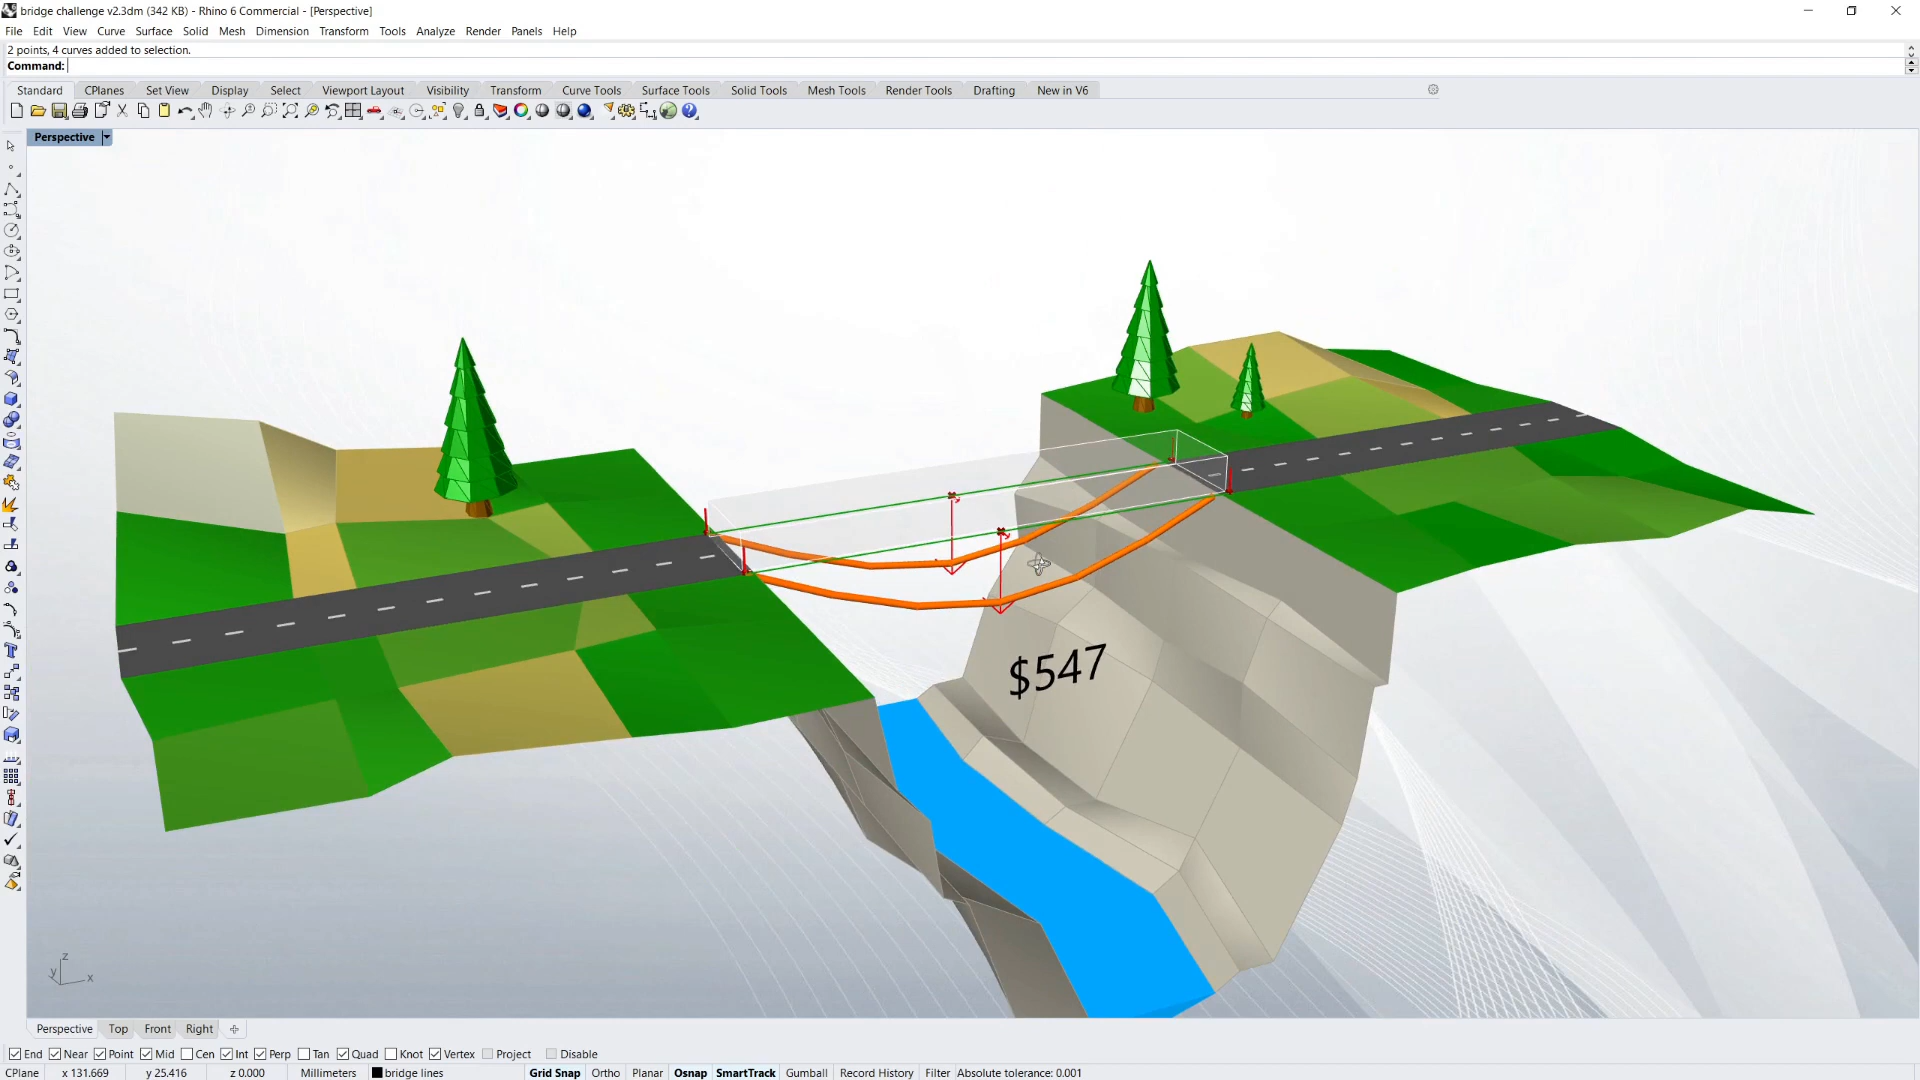 bridge challenge v2.3dm (342 KB) - Rhino 6 Commercial - [Perspective]
File Edit View Curve Surface Solid Mesh Dimension Transform Tools Analyze Render Panels Help
2 points, 4 curves added to selection.
Command:
Standard CPlanes Set View Display Select Viewport Layout Visibility Transform Curve Tools Surface Tools Solid Tools Mesh Tools Render Tools Drafting New in V6
Perspective
$547
z
y x
Perspective Top Front Right
End Near Point Mid Cen Int Perp Tan Quad Knot Vertex Project Disable
CPlane x 131.669 y 25.416 z 0.000 Millimeters bridge lines Grid Snap Ortho Planar Osnap SmartTrack Gumball Record History Filter Absolute tolerance: 0.001